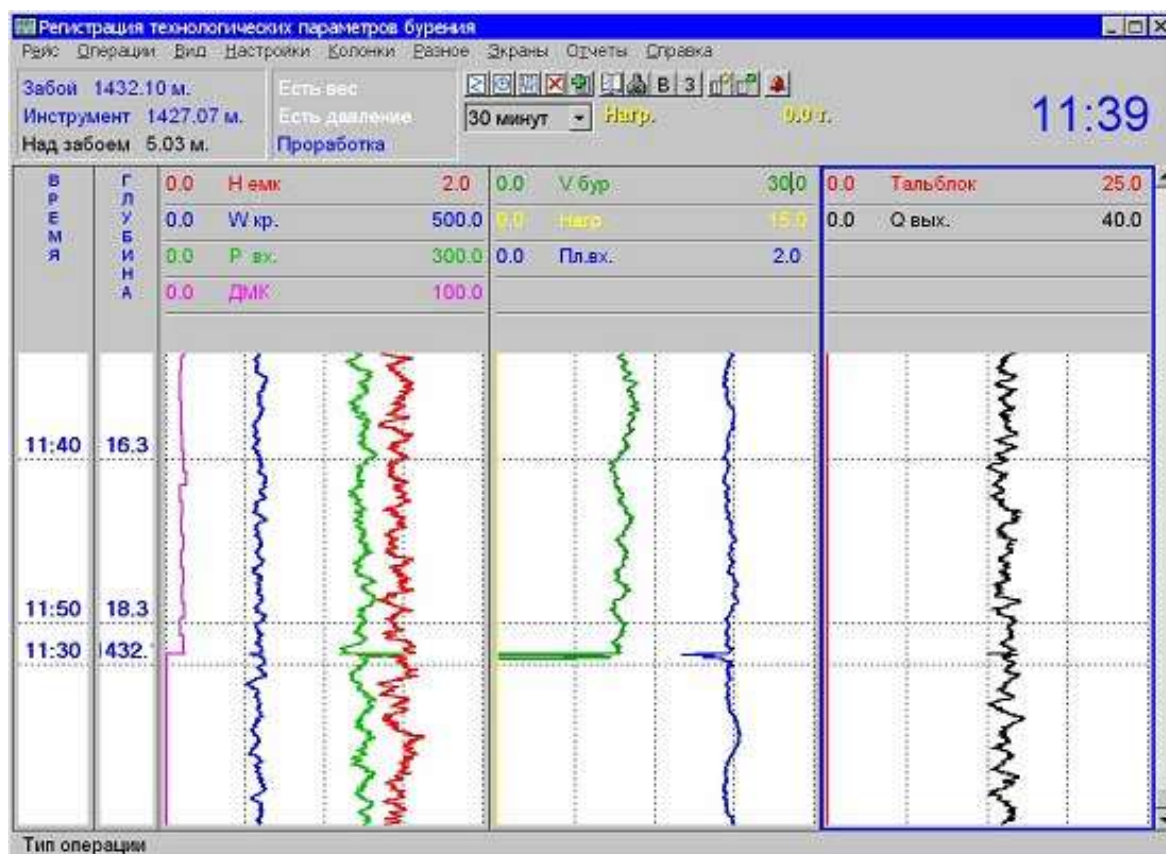 Регистрация технологических параметров бурения
Рейс Операции Вид Настройки Колонки Разное Экраны Отчеты Справка
Забой 1432.10 м.
Инструмент 1427.07 м.
Над забоем 5.03 м.
Есть вес
Есть давление
Проработка
В З
30 минут
Нагр. 0.0 т.
11:39
ВРЕМЯ
ГЛУБИНА
0.0 Н емк 2.0
0.0 W кр. 500.0
0.0 Р вх. 300.0
0.0 ДМК 100.0
0.0 V бур 30.0
0.0 Нагр 15.0
0.0 Пл.вх. 2.0
0.0 Тальблок 25.0
0.0 Q вых. 40.0
11:40 16.3
11:50 18.3
11:30 1432.
Тип операции